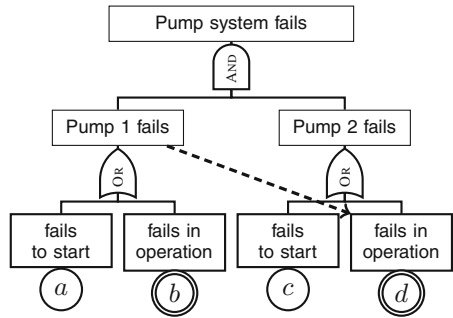 Pump system fails
AND
Pump 1 fails
Pump 2 fails
OR
OR
fails
to start
fails in
operation
fails
to start
fails in
operation
a
b
c
d